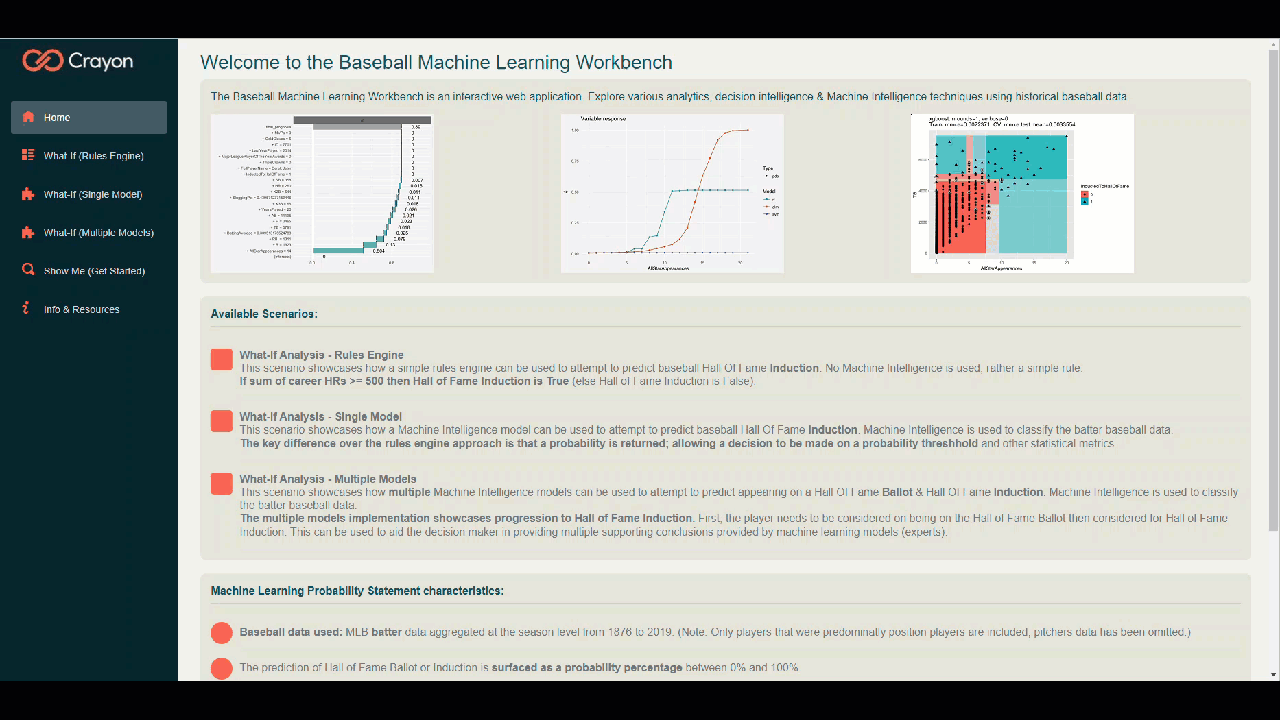 Crayon
Home
What-If (Rules Engine)
What-If (Single Model)
What-If (Multiple Models)
Show Me (Get Started)
Info & Resources
Welcome to the Baseball Machine Learning Workbench
The Baseball Machine Learning Workbench is an interactive web application. Explore various analytics, decision intelligence & Machine Intelligence techniques using historical baseball data.
Variable response
Type
Model
AllStarAppearances
InductedToHallOfFame
AllStarAppearances
Available Scenarios:
What-If Analysis - Rules Engine
This scenario showcases how a simple rules engine can be used to attempt to predict baseball Hall Of Fame Induction. No Machine Intelligence is used, rather a simple rule:
If sum of career HRs >= 500 then Hall of Fame Induction is True (else Hall of Fame Induction is False)
What-If Analysis - Single Model
This scenario showcases how a Machine Intelligence model can be used to attempt to predict baseball Hall Of Fame Induction. Machine Intelligence is used to classify the batter baseball data.
The key difference over the rules engine approach is that a probability is returned; allowing a decision to be made on a probability threshhold and other statistical metrics.
What-If Analysis - Multiple Models
This scenario showcases how multiple Machine Intelligence models can be used to attempt to predict appearing on a Hall Of Fame Ballot & Hall Of Fame Induction. Machine Intelligence is used to classify
the batter baseball data.
The multiple models implementation showcases progression to Hall of Fame Induction. First, the player needs to be considered on being on the Hall of Fame Ballot then considered for Hall of Fame
Induction. This can be used to aid the decision maker in providing multiple supporting conclusions provided by machine learning models (experts).
Machine Learning Probability Statement characteristics:
Baseball data used: MLB batter data aggregated at the season level from 1876 to 2019. (Note: Only players that were predominatly position players are included, pitchers data has been omitted.)
The prediction of Hall of Fame Ballot or Induction is surfaced as a probability percentage between 0% and 100%